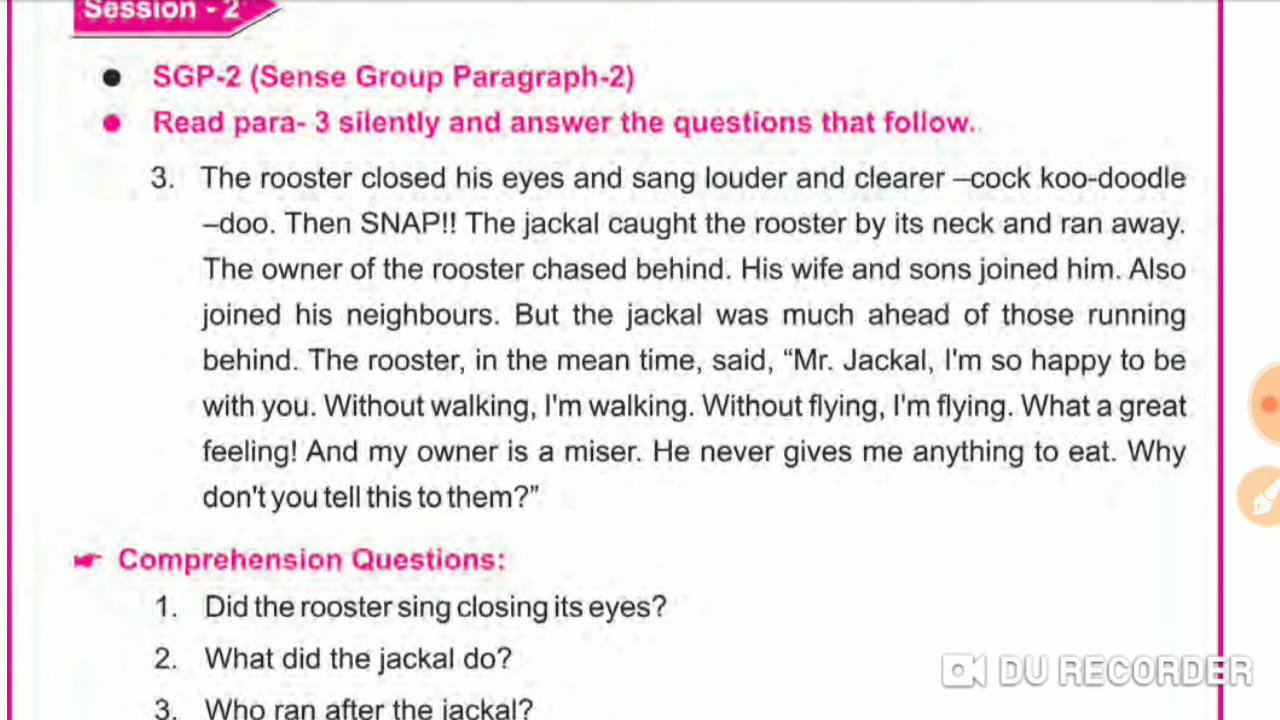 Session - 2
● SGP-2 (Sense Group Paragraph-2)
● Read para- 3 silently and answer the questions that follow.
3. The rooster closed his eyes and sang louder and clearer –cock koo-doodle
–doo. Then SNAP!! The jackal caught the rooster by its neck and ran away.
The owner of the rooster chased behind. His wife and sons joined him. Also
joined his neighbours. But the jackal was much ahead of those running
behind. The rooster, in the mean time, said, “Mr. Jackal, I'm so happy to be
with you. Without walking, I'm walking. Without flying, I'm flying. What a great
feeling! And my owner is a miser. He never gives me anything to eat. Why
don't you tell this to them?”
☛ Comprehension Questions:
1. Did the rooster sing closing its eyes?
2. What did the jackal do?
3. Who ran after the jackal?
DU RECORDER